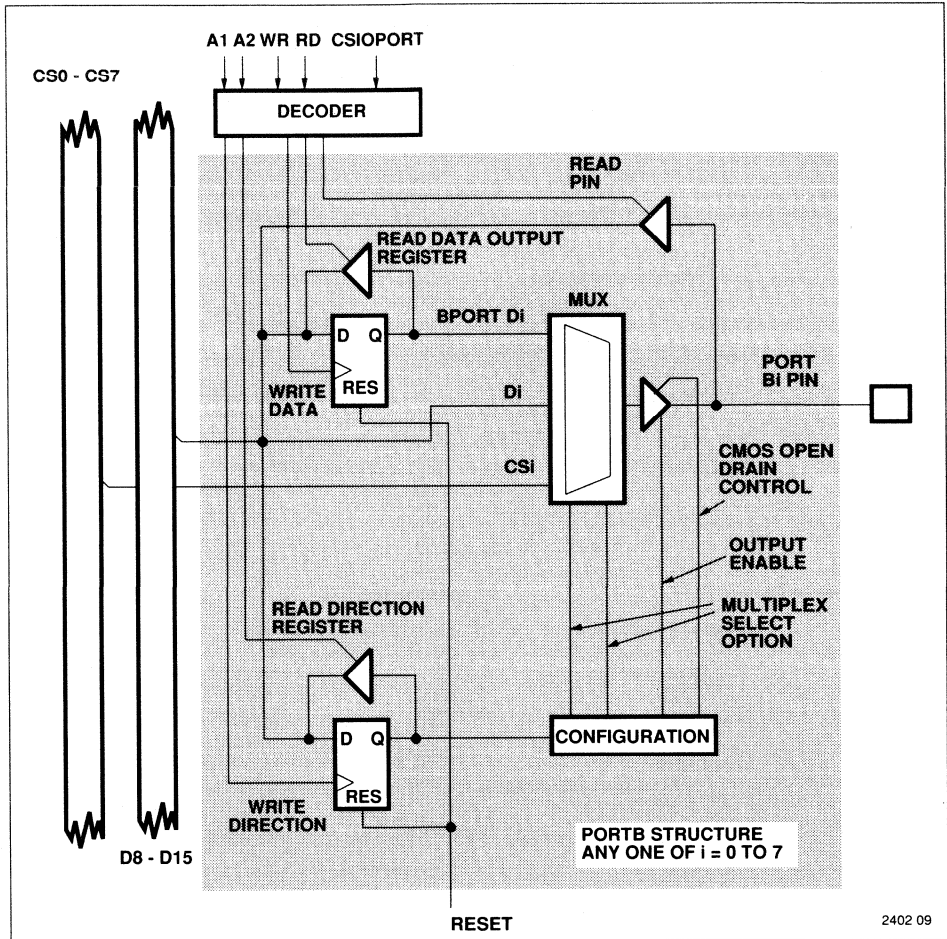 A1 A2 WR RD CSIOPORT
CS0 - CS7
DECODER
READ
PIN
READ DATA OUTPUT
REGISTER
MUX
BPORT Di
D Q
RES
WRITE
DATA
Di
PORT
Bi PIN
CSi
CMOS OPEN
DRAIN
CONTROL
OUTPUT
ENABLE
MULTIPLEX
SELECT
OPTION
READ DIRECTION
REGISTER
D Q
RES
CONFIGURATION
WRITE
DIRECTION
PORTB STRUCTURE
ANY ONE OF i = 0 TO 7
D8 - D15
RESET
2402 09